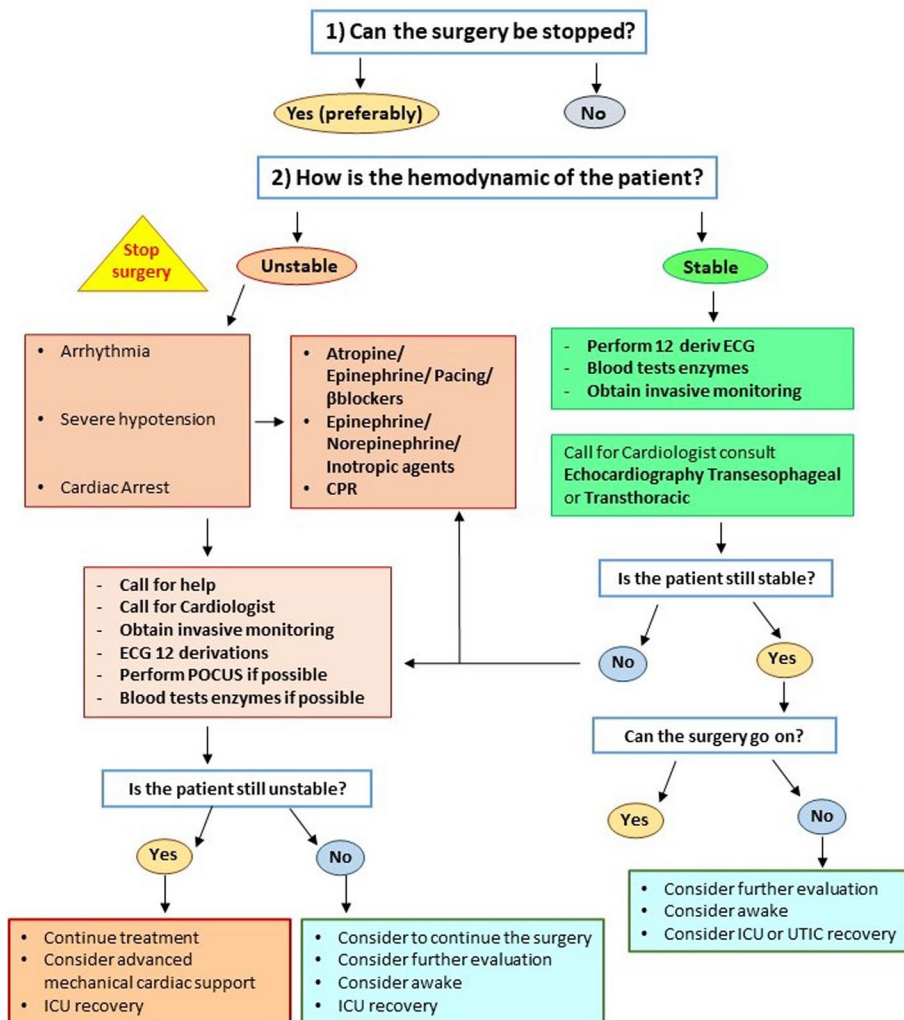 1) Can the surgery be stopped?
Yes (preferably)
No
2) How is the hemodynamic of the patient?
Stop
surgery
Unstable
Stable
• Arrhythmia
• Severe hypotension
• Cardiac Arrest
• Atropine/
Epinephrine/ Pacing/
βblockers
• Epinephrine/
Norepinephrine/
Inotropic agents
• CPR
- Perform 12 deriv ECG
- Blood tests enzymes
- Obtain invasive monitoring
Call for Cardiologist consult
Echocardiography Transesophageal
or Transthoracic
- Call for help
- Call for Cardiologist
- Obtain invasive monitoring
- ECG 12 derivations
- Perform POCUS if possible
- Blood tests enzymes if possible
Is the patient still stable?
No
Yes
Can the surgery go on?
Yes
No
Is the patient still unstable?
Yes
No
• Consider further evaluation
• Consider awake
• Consider ICU or UTIC recovery
• Continue treatment
• Consider advanced
mechanical cardiac support
• ICU recovery
• Consider to continue the surgery
• Consider further evaluation
• Consider awake
• ICU recovery